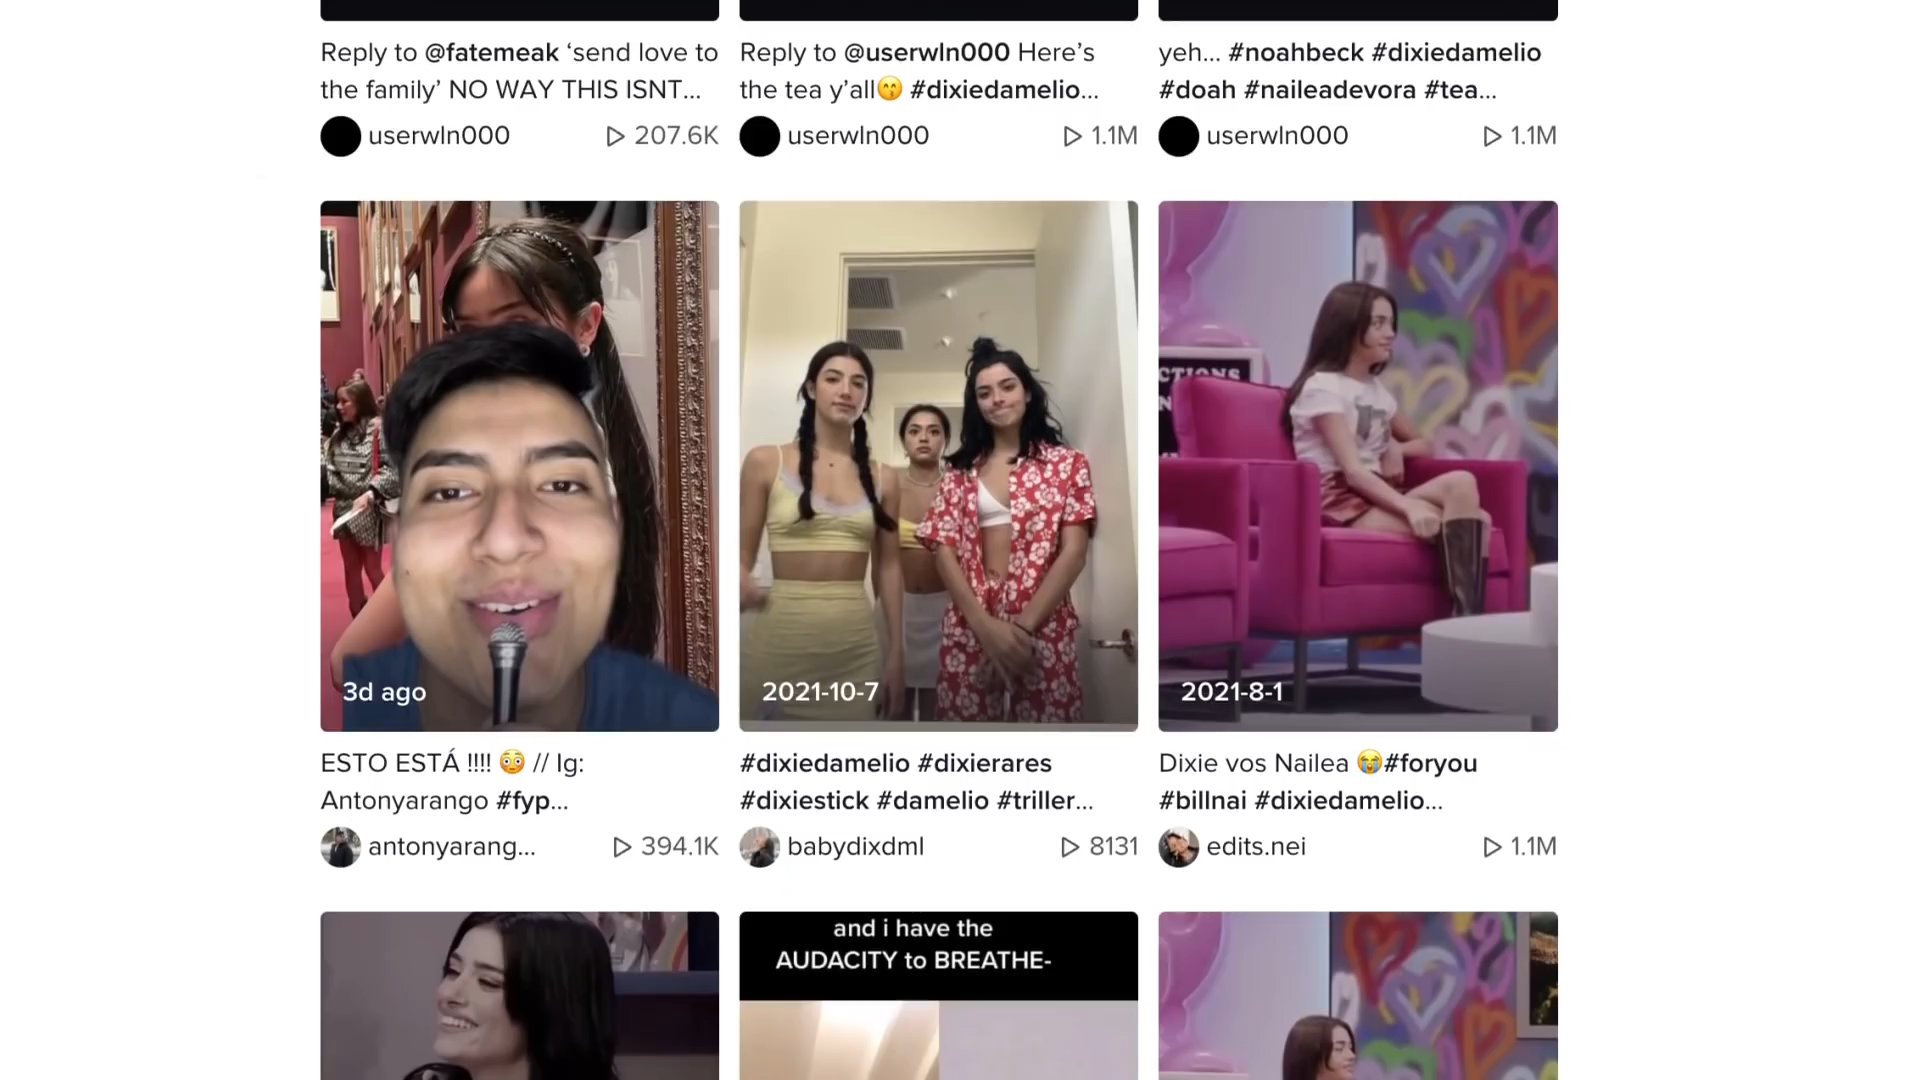 Reply to @fatemeak ‘send love to
the family’ NO WAY THIS ISNT...
userwln000
207.6K
Reply to @userwln000 Here’s
the tea y’all😙 #dixiedamelio...
userwln000
1.1M
yeh... #noahbeck #dixiedamelio
#doah #naileadevora #tea...
userwln000
1.1M
3d ago
ESTO ESTÁ !!!! 😳 // Ig:
Antonyarango #fyp...
antonyarang...
394.1K
2021-10-7
#dixiedamelio #dixierares
#dixiestick #damelio #triller...
babydixdml
8131
CTIONS
2021-8-1
Dixie vos Nailea 😭#foryou
#billnai #dixiedamelio...
edits.nei
1.1M
and i have the
AUDACITY to BREATHE-